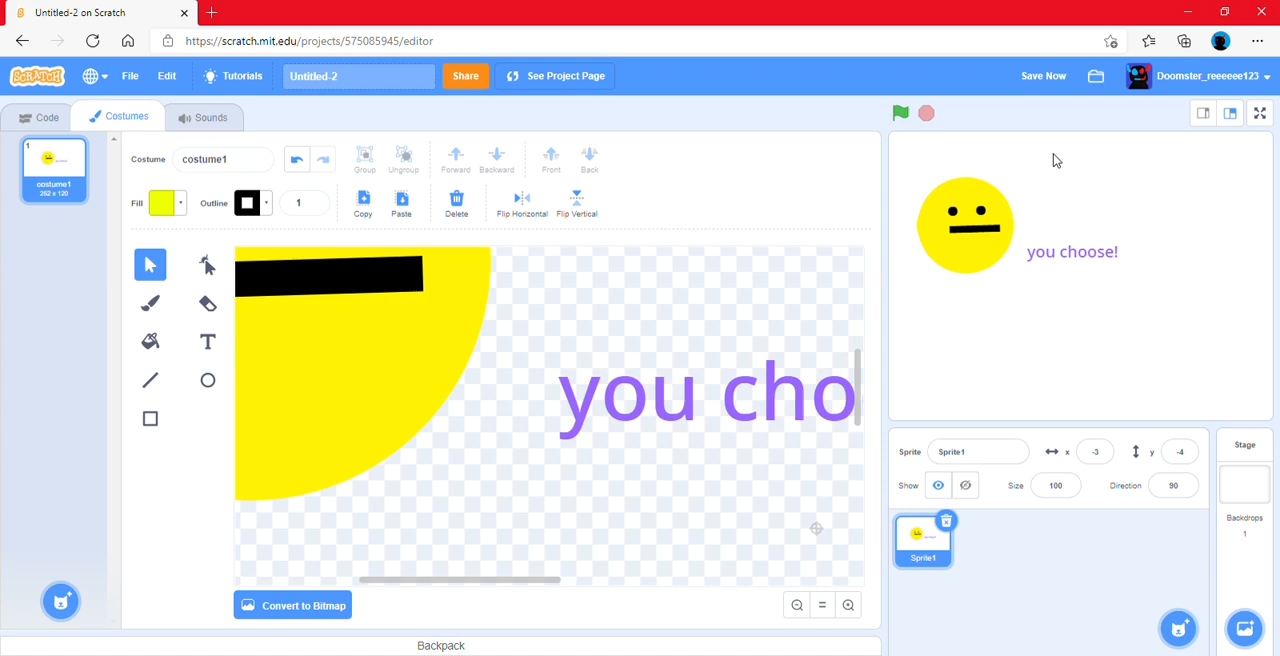 Untitled-2 on Scratch
https://scratch.mit.edu/projects/575085945/editor
SCRATCH File Edit Tutorials Untitled-2 Share See Project Page Save Now Doomster_reeeeee123
Code Costumes Sounds
1
costume1
252 x 120
Costume costume1 Group Ungroup Forward Backward Front Back
Fill Outline 1 Copy Paste Delete Flip Horizontal Flip Vertical
you cho
Convert to Bitmap
Backpack
you choose!
Sprite Sprite1 x -3 y -4
Show Size 100 Direction 90
Sprite1
Stage
Backdrops
1